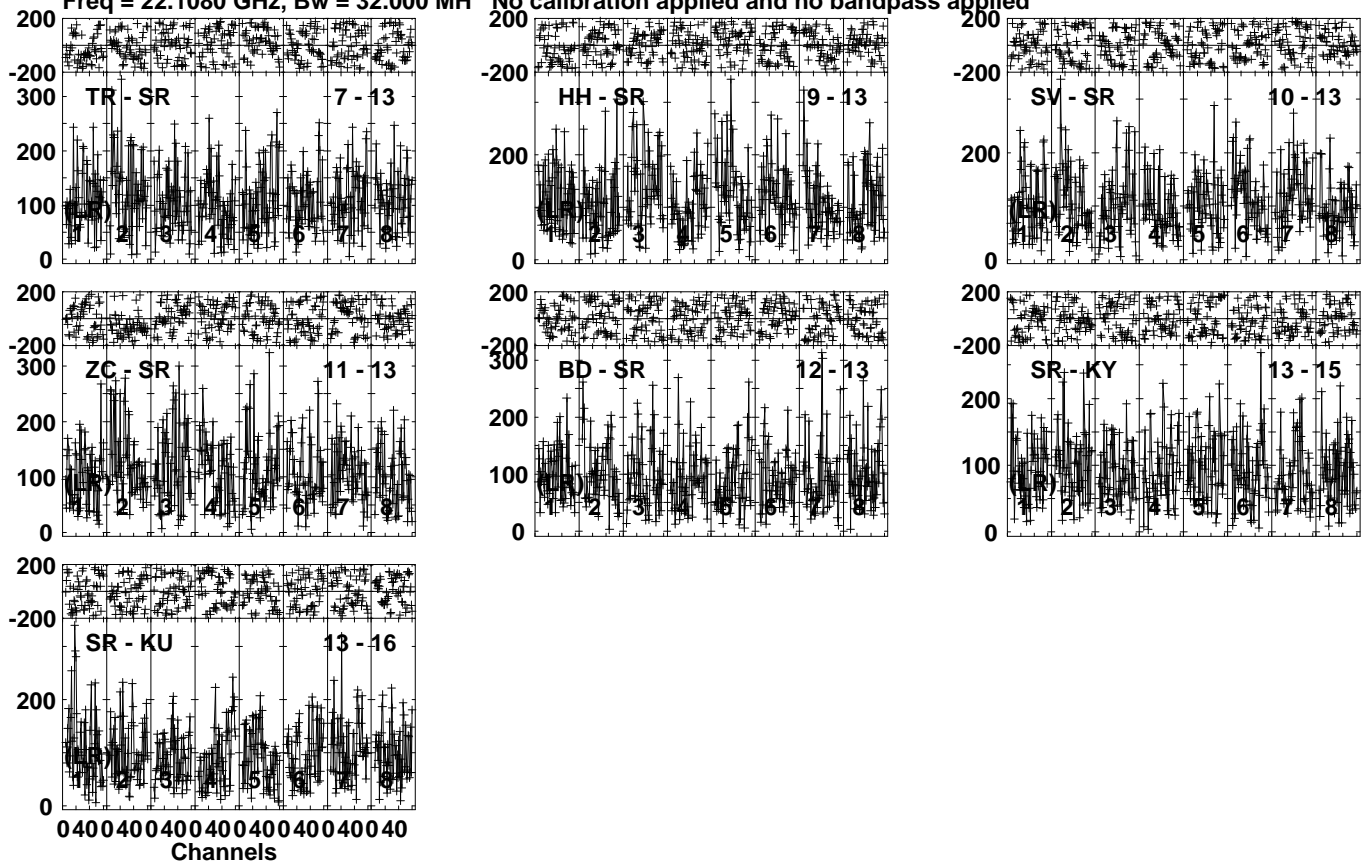 Freq = 22.1080 GHz, Bw = 32.000 MH No calibration applied and no bandpass applied
200 200 200
-200 -200 -200
TR - SR 7 - 13 HH - SR 9 - 13 SV - SR 10 - 13
300
200 200 200
100
(LR) (LR) (LR)
1 2 3 4 5 6 7 8 1 2 3 4 5 6 7 8 1 2 3 4 5 6 7 8
0 0 0
200 200 200
-200 -200 -200
ZC - SR 11 - 13 BD - SR 12 - 13 SR - KY 13 - 15
300 300
200 200 200
100 100 100
(LR) (LR) (LR)
1 2 3 4 5 6 7 8 1 2 3 4 5 6 7 8 1 2 3 4 5 6 7 8
0 0 0
200
-200
SR - KU 13 - 16
200
(LR)
1 2 3 4 5 6 7 8
0
0 40 0 40 0 40 0 40 0 40 0 40 0 40 0 40
Channels